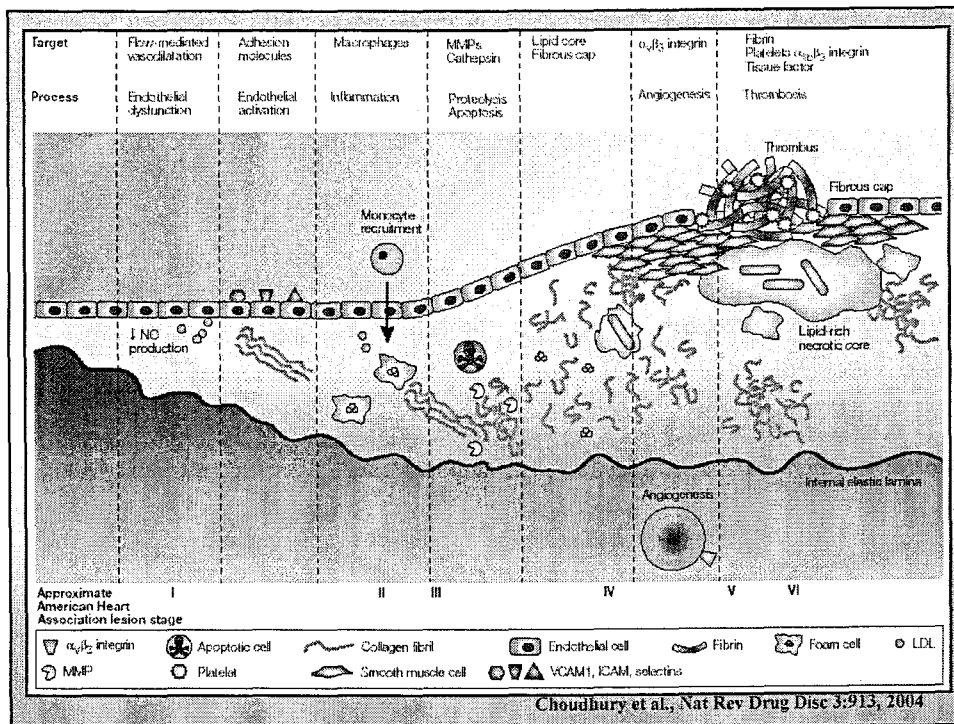 Target
Flow-mediated
vasodilatation
Adhesion
molecules
Macrophages
MMPs
Cathepsin
Lipid core
Fibrous cap
αvβ3 integrin
Fibrin
Platelets αIIbβ3 integrin
Tissue factor
Process
Endothelial
dysfunction
Endothelial
activation
Inflammation
Proteolysis
Apoptosis
Angiogenesis
Thrombosis
Thrombus
Fibrous cap
Monocyte
recruitment
↓ NO
production
Lipid-rich
necrotic core
Internal elastic lamina
Angiogenesis
Approximate
American Heart
Association lesion stage
I
II
III
IV
V
VI
αvβ2 integrin
Apoptotic cell
Collagen fibril
Endothelial cell
Fibrin
Foam cell
LDL
MMP
Platelet
Smooth muscle cell
VCAM1, ICAM, selectins
Choudhury et al., Nat Rev Drug Disc 3:913, 2004